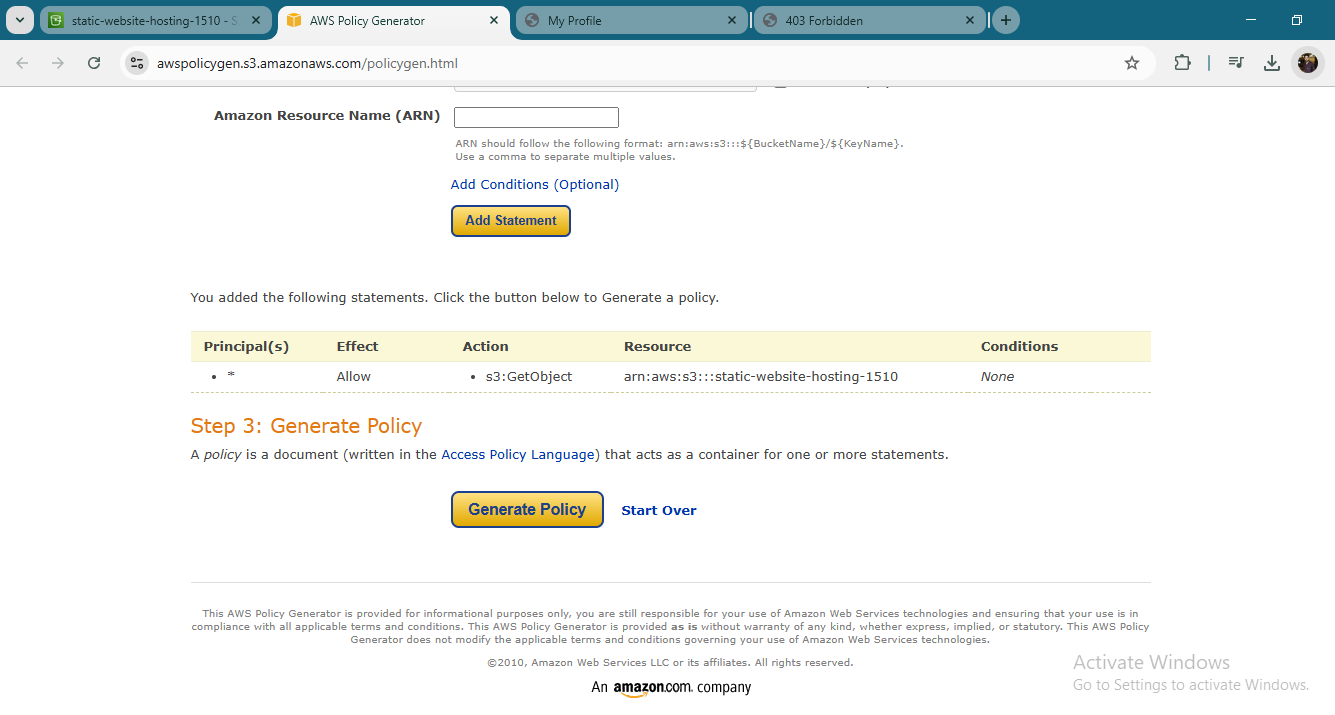 static-website-hosting-1510 - S
AWS Policy Generator
My Profile
403 Forbidden
awspolicygen.s3.amazonaws.com/policygen.html
Amazon Resource Name (ARN)
ARN should follow the following format: arn:aws:s3:::${BucketName}/${KeyName}.
Use a comma to separate multiple values.
Add Conditions (Optional)
Add Statement
You added the following statements. Click the button below to Generate a policy.
Principal(s) Effect Action Resource Conditions
• * Allow • s3:GetObject arn:aws:s3:::static-website-hosting-1510 None
Step 3: Generate Policy
A policy is a document (written in the Access Policy Language) that acts as a container for one or more statements.
Generate Policy Start Over
This AWS Policy Generator is provided for informational purposes only, you are still responsible for your use of Amazon Web Services technologies and ensuring that your use is in
compliance with all applicable terms and conditions. This AWS Policy Generator is provided as is without warranty of any kind, whether express, implied, or statutory. This AWS Policy
Generator does not modify the applicable terms and conditions governing your use of Amazon Web Services technologies.
©2010, Amazon Web Services LLC or its affiliates. All rights reserved.
An amazon.com. company
Activate Windows
Go to Settings to activate Windows.